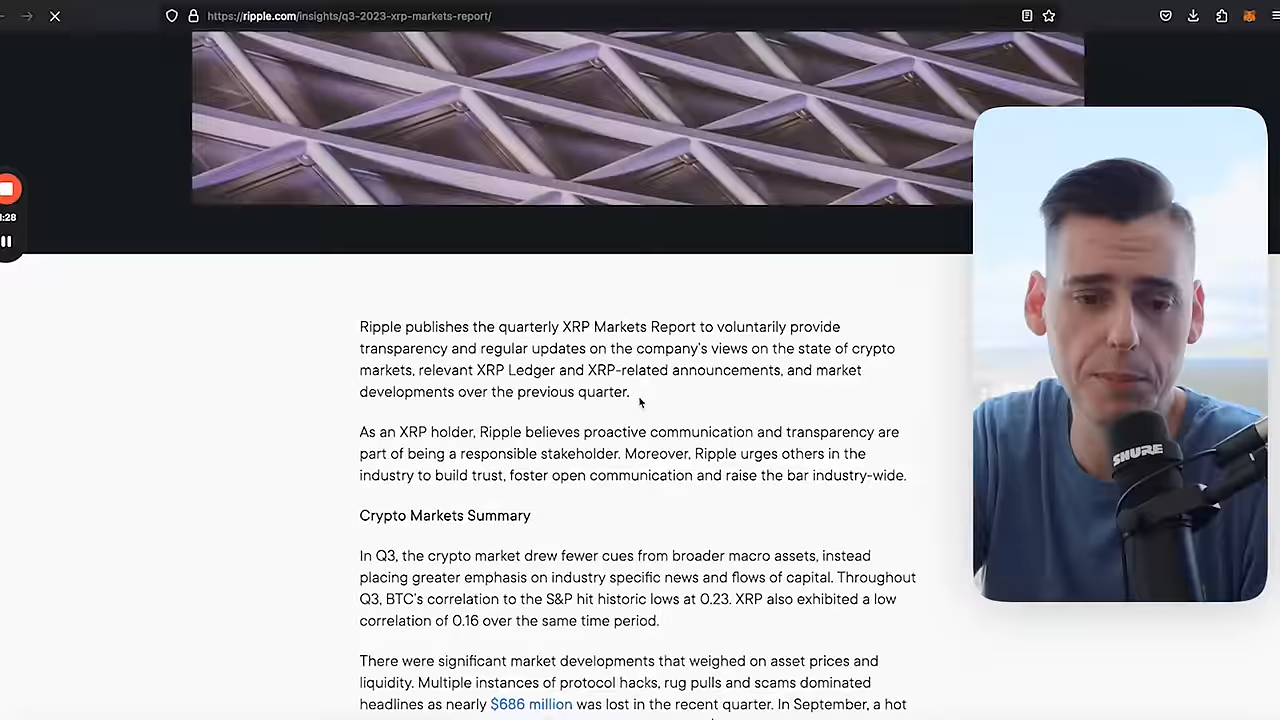 https://ripple.com/insights/q3-2023-xrp-markets-report/
:28
Ripple publishes the quarterly XRP Markets Report to voluntarily provide
transparency and regular updates on the company's views on the state of crypto
markets, relevant XRP Ledger and XRP-related announcements, and market
developments over the previous quarter.
As an XRP holder, Ripple believes proactive communication and transparency are
part of being a responsible stakeholder. Moreover, Ripple urges others in the
industry to build trust, foster open communication and raise the bar industry-wide.
Crypto Markets Summary
In Q3, the crypto market drew fewer cues from broader macro assets, instead
placing greater emphasis on industry specific news and flows of capital. Throughout
Q3, BTC's correlation to the S&P hit historic lows at 0.23. XRP also exhibited a low
correlation of 0.16 over the same time period.
There were significant market developments that weighed on asset prices and
liquidity. Multiple instances of protocol hacks, rug pulls and scams dominated
headlines as nearly $686 million was lost in the recent quarter. In September, a hot
SHURE